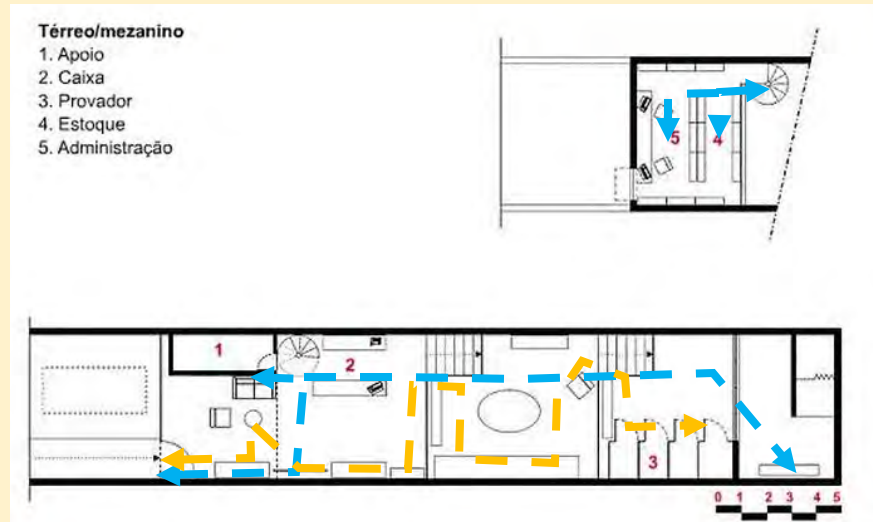 Térreo/mezanino
1. Apoio
2. Caixa
3. Provador
4. Estoque
5. Administração
5 4
1
2
3
0 1 2 3 4 5